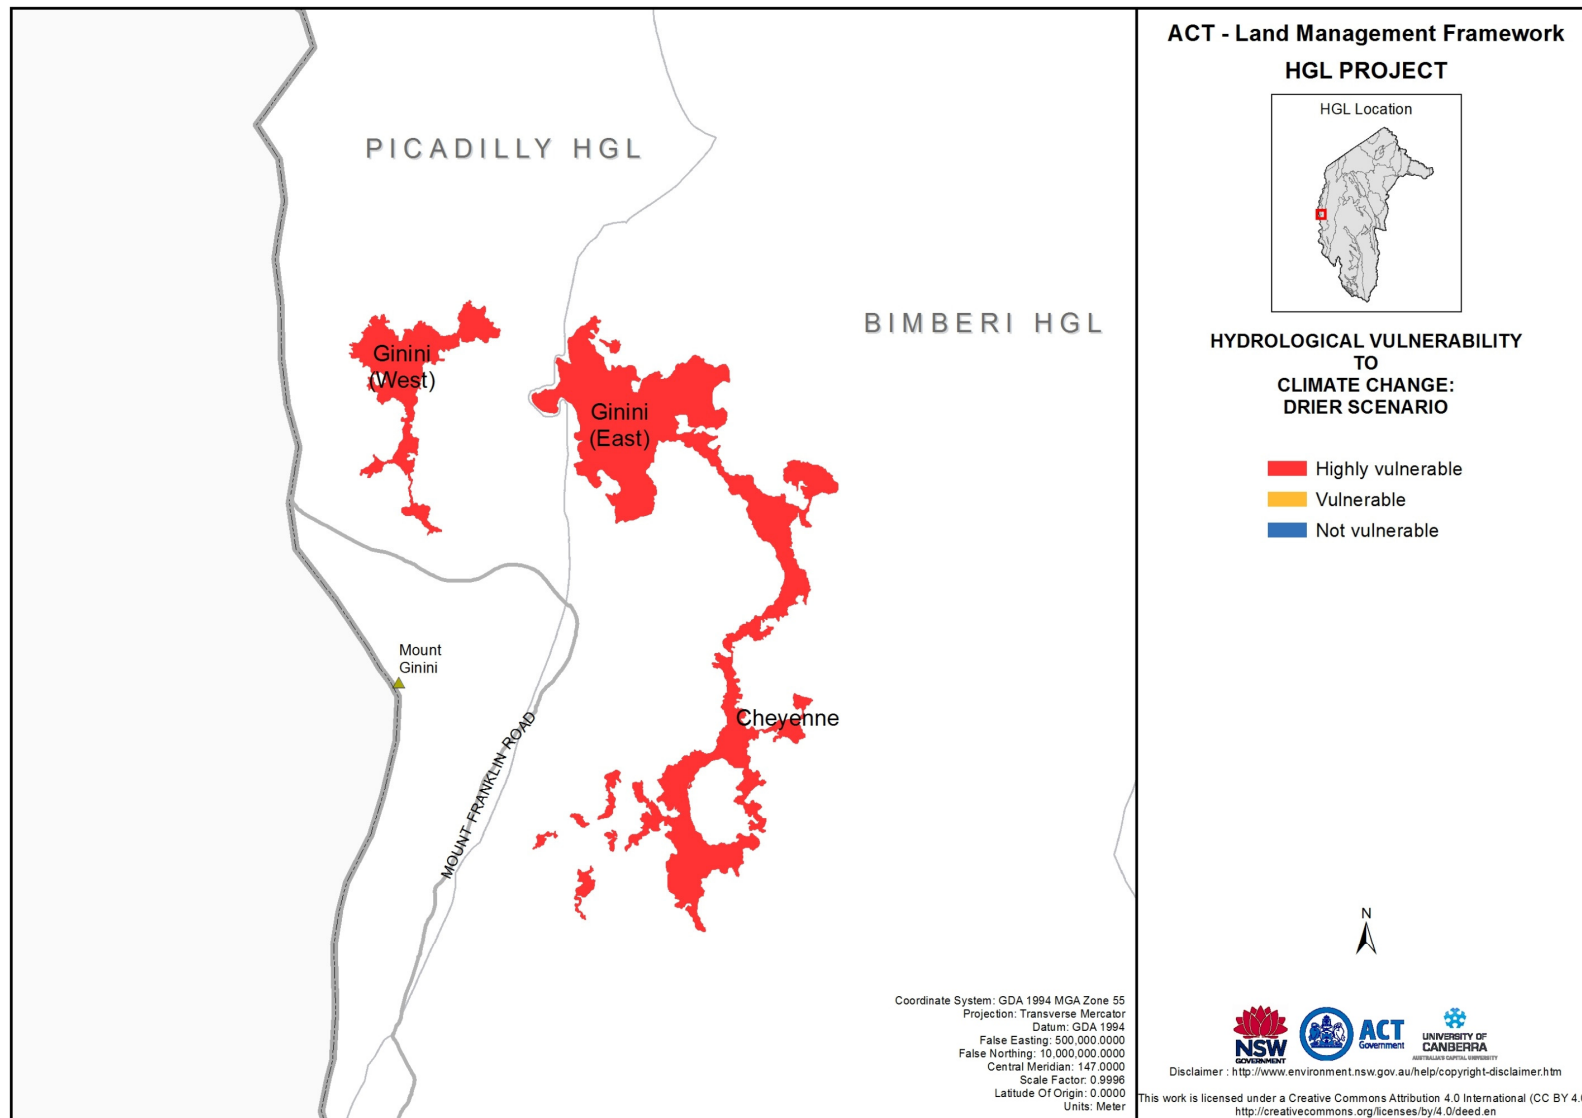 PICADILLY HGL
BIMBERI HGL
Ginini
(West)
Ginini
(East)
Mount
Ginini
Cheyenne
MOUNT FRANKLIN ROAD
Coordinate System: GDA 1994 MGA Zone 55
Projection: Transverse Mercator
Datum: GDA 1994
False Easting: 500,000.0000
False Northing: 10,000,000.0000
Central Meridian: 147.0000
Scale Factor: 0.9996
Latitude Of Origin: 0.0000
Units: Meter
ACT - Land Management Framework
HGL PROJECT
HGL Location
HYDROLOGICAL VULNERABILITY
TO
CLIMATE CHANGE:
DRIER SCENARIO
Highly vulnerable
Vulnerable
Not vulnerable
N
NSW
GOVERNMENT
ACT
Government
UNIVERSITY OF
CANBERRA
AUSTRALIA'S CAPITAL UNIVERSITY
Disclaimer : http://www.environment.nsw.gov.au/help/copyright-disclaimer.htm
This work is licensed under a Creative Commons Attribution 4.0 International (CC BY 4.0
http://creativecommons.org/licenses/by/4.0/deed.en